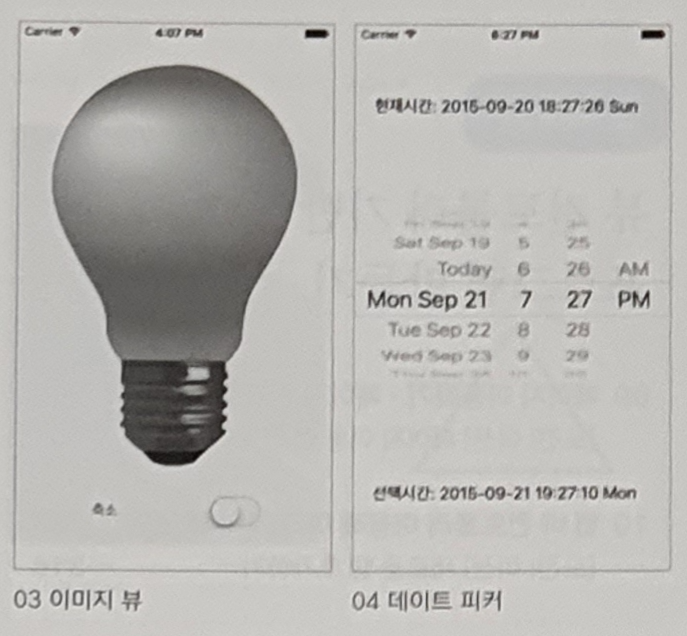 Carrier 4:07 PM
축소
03 이미지 뷰
Carrier 6:27 PM
현재시간: 2015-09-20 18:27:26 Sun
Sat Sep 19 5 25
Today 6 26 AM
Mon Sep 21 7 27 PM
Tue Sep 22 8 28
Wed Sep 23 9 29
선택시간: 2015-09-21 19:27:10 Mon
04 데이트 피커